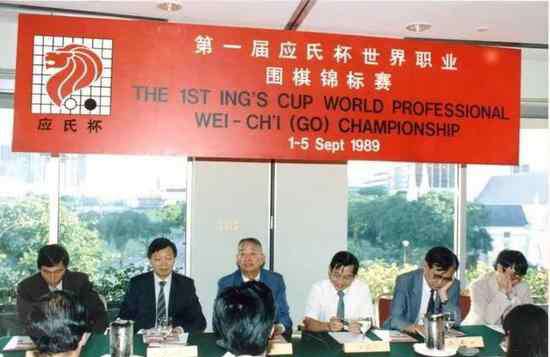 第一届应氏杯世界职业
围棋锦标赛
THE 1ST ING'S CUP WORLD PROFESSIONAL
WEI-CH'I (GO) CHAMPIONSHIP
1-5 Sept 1989
应氏杯